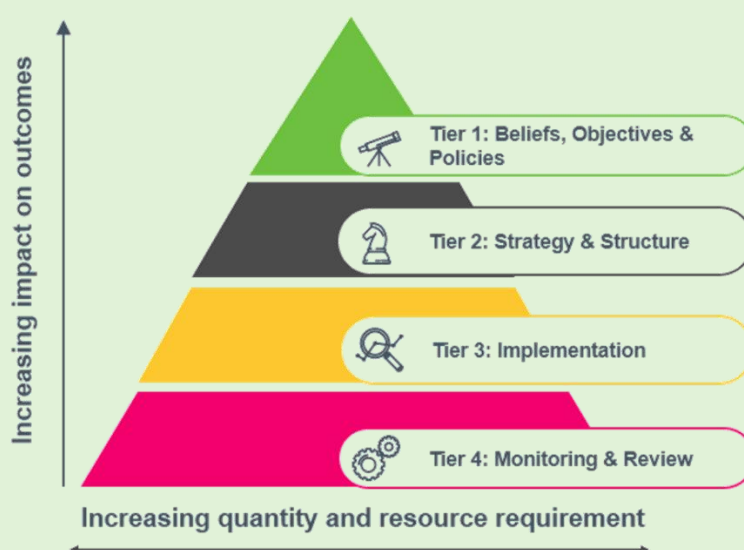 Increasing impact on outcomes
Tier 1: Beliefs, Objectives &
Policies
Tier 2: Strategy & Structure
Tier 3: Implementation
Tier 4: Monitoring & Review
Increasing quantity and resource requirement